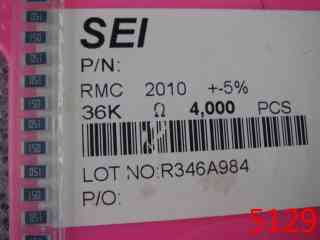 SEI
P/N:
RMC 2010 +-5%
36K Ω 4,000 PCS
LOT NO:R346A984
P/O:
5129